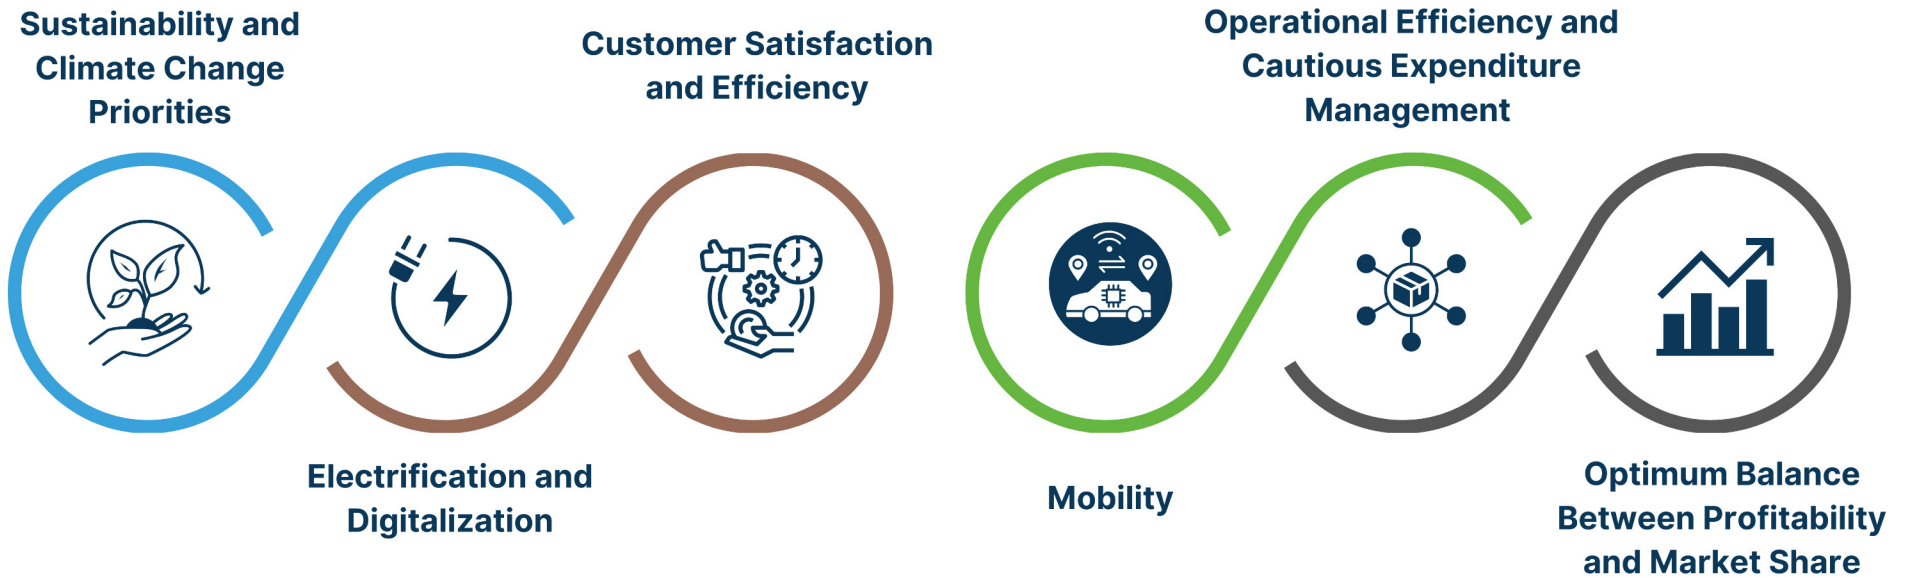 Sustainability and
Climate Change
Priorities
Electrification and
Digitalization
Customer Satisfaction
and Efficiency
Mobility
Operational Efficiency and
Cautious Expenditure
Management
Optimum Balance
Between Profitability
and Market Share